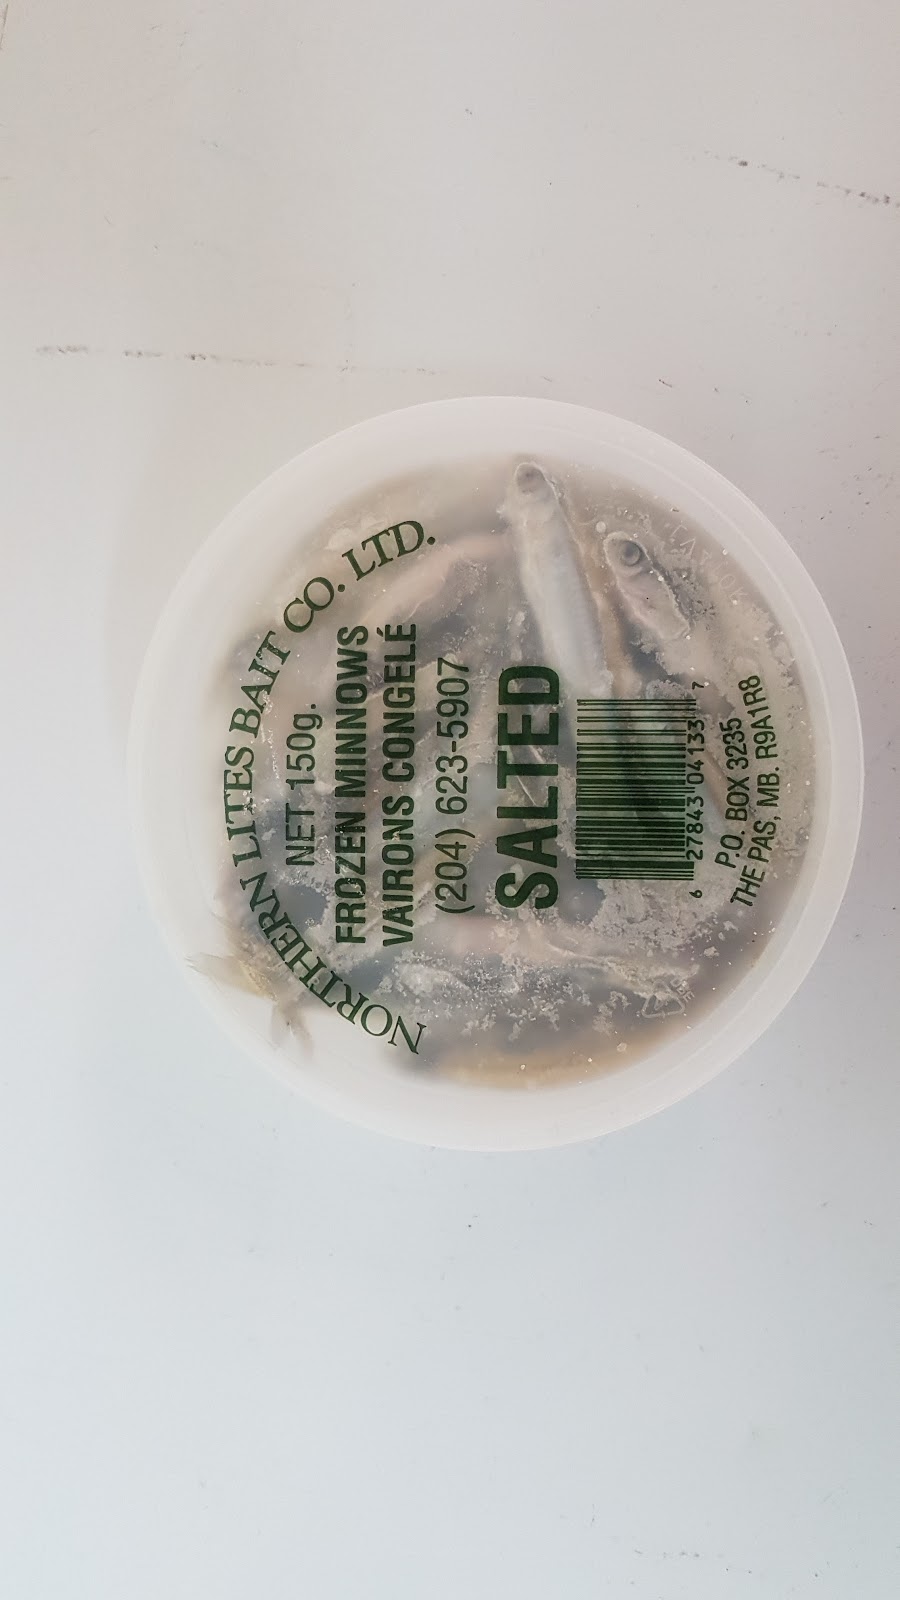 NORTHERN LITES BAIT CO. LTD.
NET 150g.
FROZEN MINNOWS
VAIRONS CONGELÉ
(204) 623-5907
SALTED
6 27843 04133 7
P.O. BOX 3235
THE PAS, MB. R9A1R8